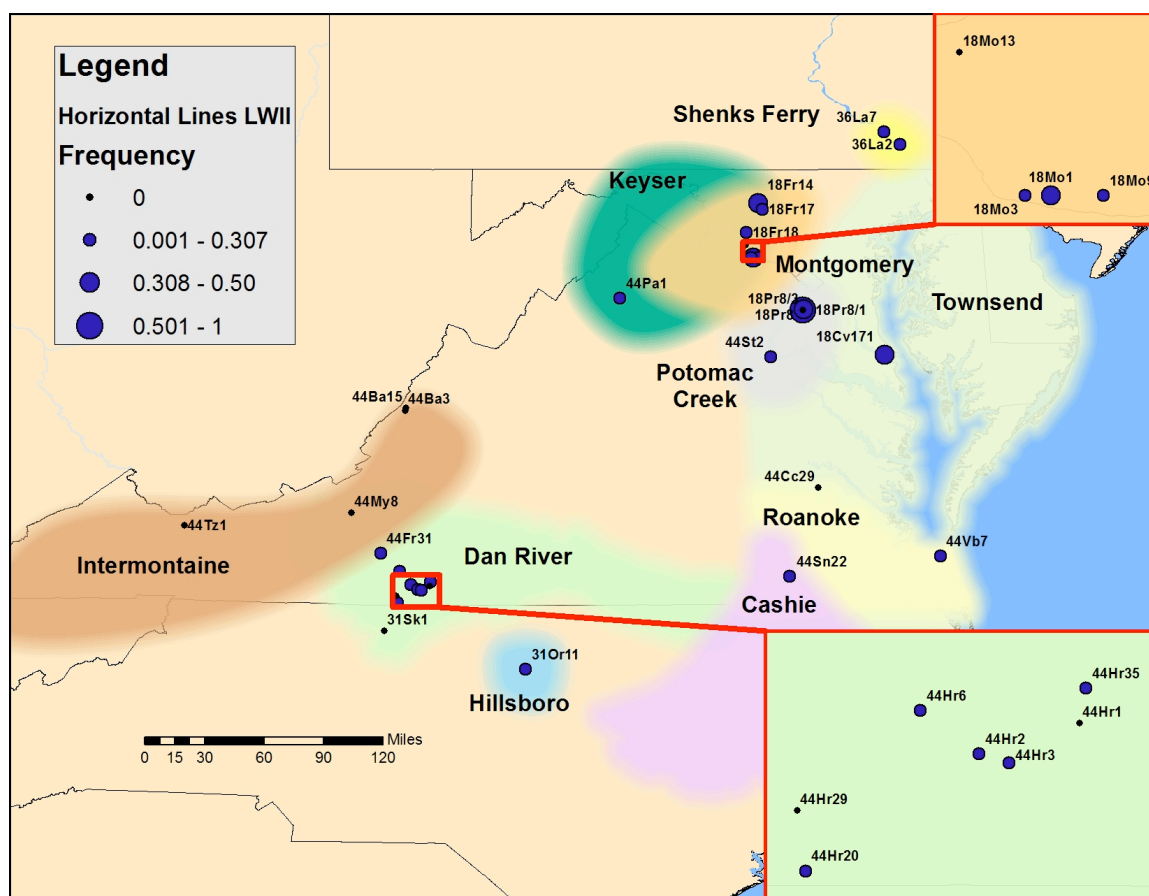 Legend
Horizontal Lines LWII
Frequency
0
0.001 - 0.307
0.308 - 0.50
0.501 - 1
18Mo13
18Mo1
18Mo3
Shenks Ferry
36La7
36La2
Keyser
18Fr14
18Fr17
18Fr18
Montgomery
44Pa1
18Pr8/1
18Cv171
Townsend
44St2
Potomac
Creek
44Ba15
44Ba3
44Cc29
Roanoke
44My8
44Tz1
44Fr31
Dan River
44Vb7
44Sn22
Intermontaine
Cashie
31Sk1
31Or11
Hillsboro
Miles
0 15 30 60 90 120
44Hr35
44Hr6
44Hr1
44Hr2
44Hr3
44Hr29
44Hr20